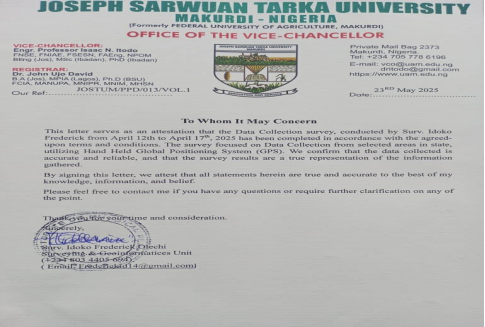 JOSEPH SARWUAN TARKA UNIVERSITY
MAKURDI - NIGERIA
(Formerly FEDERAL UNIVERSITY OF AGRICULTURE, MAKURDI)
OFFICE OF THE VICE-CHANCELLOR
VICE-CHANCELLOR:
Engr. Professor Isaac N. Itodo
FNSE, FNIAE, FSESN, FAEng, NPOM
BEng (Jos), MSc (Ibadan), PhD (Ibadan)
REGISTRAR:
Dr. John Ujo David
B.A (Jos), MPIA (Lagos), Ph.D (BSU)
FCIA, MANUPA, MNIPR, MNIM, MHSN
Our Ref: JOSTUM/PPD/013/VOL.1
Private Mail Bag 2373
Makurdi, Nigeria.
Tel: +234 705 778 6196
E-mail: vco@uam.edu.ng
dritodo@gmail.com
https://www.uam.edu.ng
Date: 23RD May 2025
To Whom It May Concern
This letter serves as an attestation that the Data Collection survey, conducted by Surv. Idoko
Frederick from April 12th to April 17th, 2025 has been completed in accordance with the agreed-
upon terms and conditions. The survey focused on Data Collection from selected areas in state,
utilizing Hand Held Global Positioning System (GPS). We confirm that the data collected is
accurate and reliable, and that the survey results are a true representation of the information
gathered.
By signing this letter, we attest that all statements herein are true and accurate to the best of my
knowledge, information, and belief.
Please feel free to contact me if you have any questions or require further clarification on any of
the point.
Thank you for your time and consideration.
Sincerely,
Surv. Idoko Frederick Diechi
Surveying & Geoinformatics Unit
(+234 803 4405 694)
( Email, Frederickid14@gmail.com)